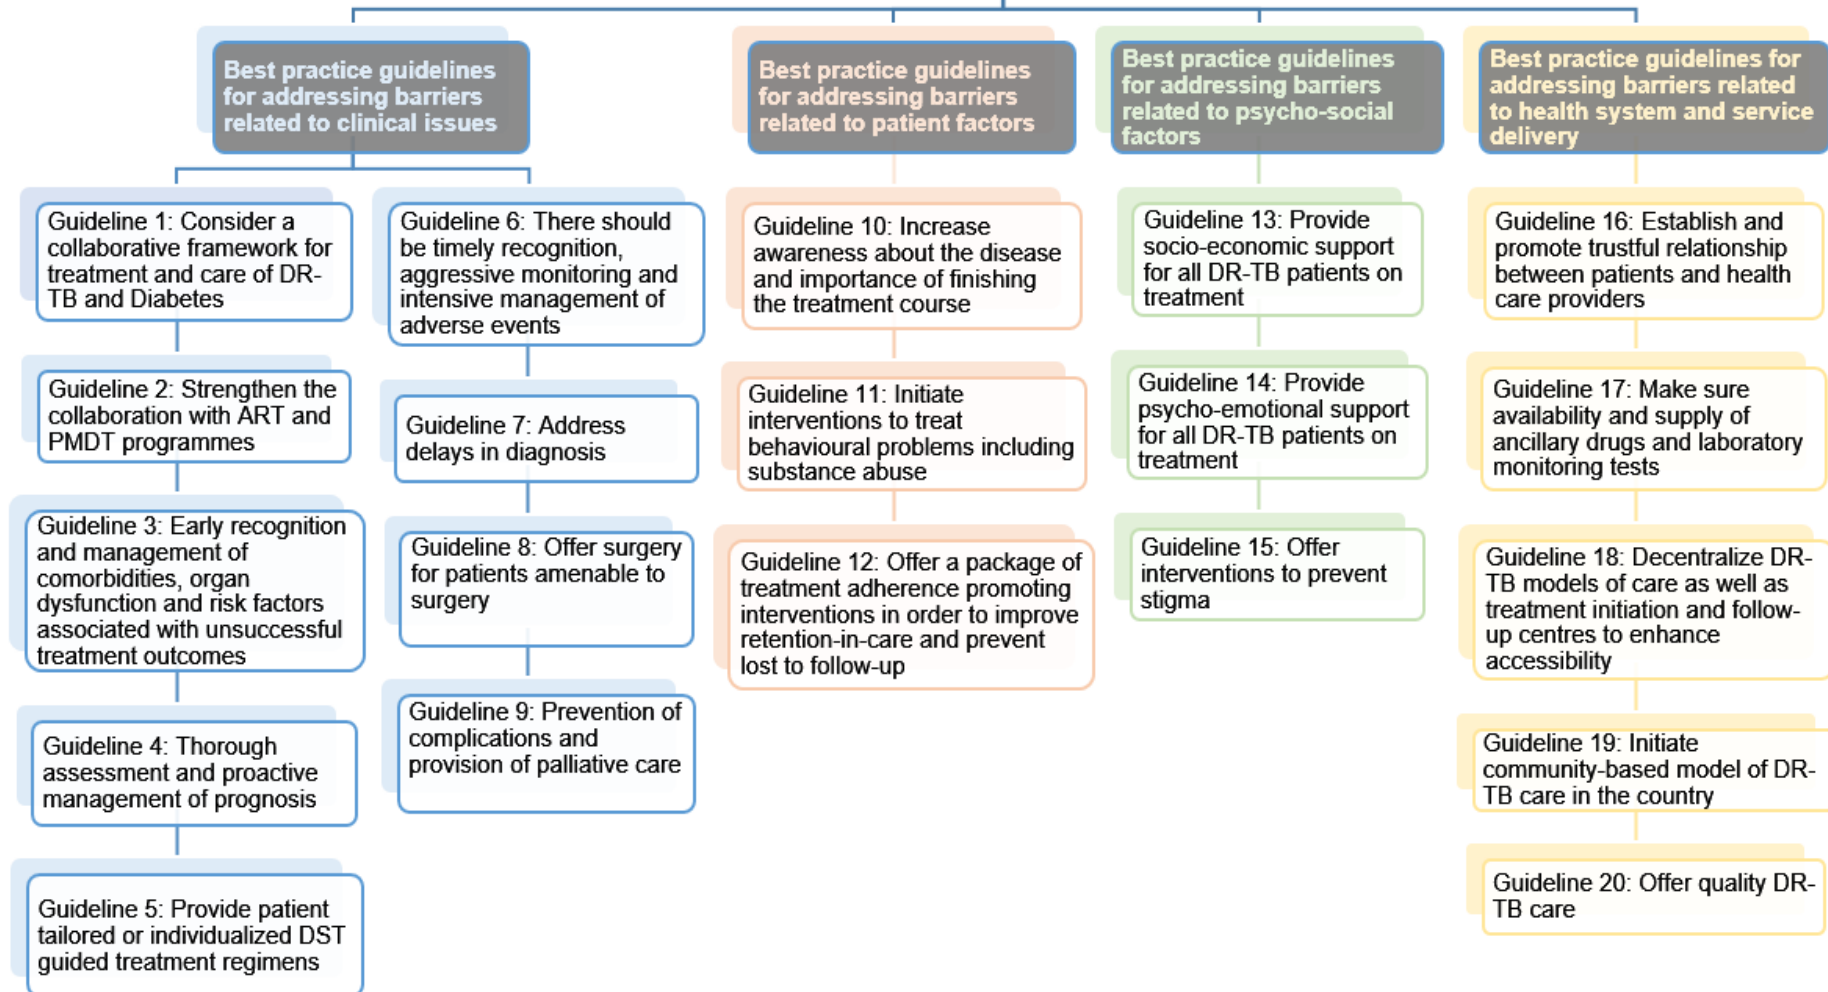 Best practice guidelines
for addressing barriers
related to clinical issues
Guideline 1: Consider a
collaborative framework for
treatment and care of DR-
TB and Diabetes
Guideline 2: Strengthen the
collaboration with ART and
PMDT programmes
Guideline 3: Early recognition
and management of
comorbidities, organ
dysfunction and risk factors
associated with unsuccessful
treatment outcomes
Guideline 4: Thorough
assessment and proactive
management of prognosis
Guideline 5: Provide patient
tailored or individualized DST
guided treatment regimens
Guideline 6: There should
be timely recognition,
aggressive monitoring and
intensive management of
adverse events
Guideline 7: Address
delays in diagnosis
Guideline 8: Offer surgery
for patients amenable to
surgery
Guideline 9: Prevention of
complications and
provision of palliative care
Best practice guidelines
for addressing barriers
related to patient factors
Guideline 10: Increase
awareness about the disease
and importance of finishing
the treatment course
Guideline 11: Initiate
interventions to treat
behavioural problems including
substance abuse
Guideline 12: Offer a package of
treatment adherence promoting
interventions in order to improve
retention-in-care and prevent
lost to follow-up
Best practice guidelines
for addressing barriers
related to psycho-social
factors
Guideline 13: Provide
socio-economic support
for all DR-TB patients on
treatment
Guideline 14: Provide
psycho-emotional support
for all DR-TB patients on
treatment
Guideline 15: Offer
interventions to prevent
stigma
Best practice guidelines for
addressing barriers related
to health system and service
delivery
Guideline 16: Establish and
promote trustful relationship
between patients and health
care providers
Guideline 17: Make sure
availability and supply of
ancillary drugs and laboratory
monitoring tests
Guideline 18: Decentralize DR-
TB models of care as well as
treatment initiation and follow-
up centres to enhance
accessibility
Guideline 19: Initiate
community-based model of DR-
TB care in the country
Guideline 20: Offer quality DR-
TB care